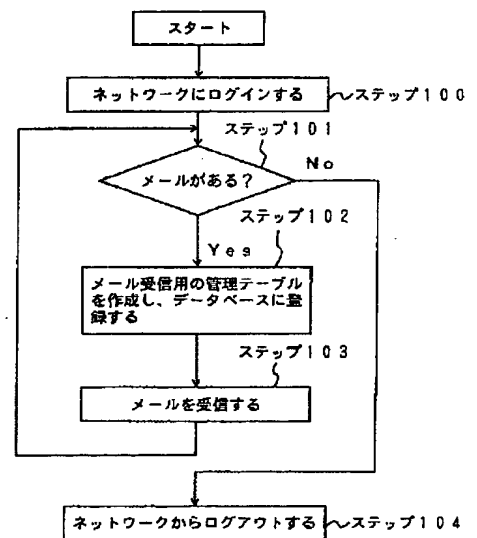 スタート
ネットワークにログインする
ステップ100
ステップ101
メールがある?
No
ステップ102
Yes
メール受信用の管理テーブル
を作成し、データベースに登
録する
ステップ103
メールを受信する
ネットワークからログアウトする
ステップ104